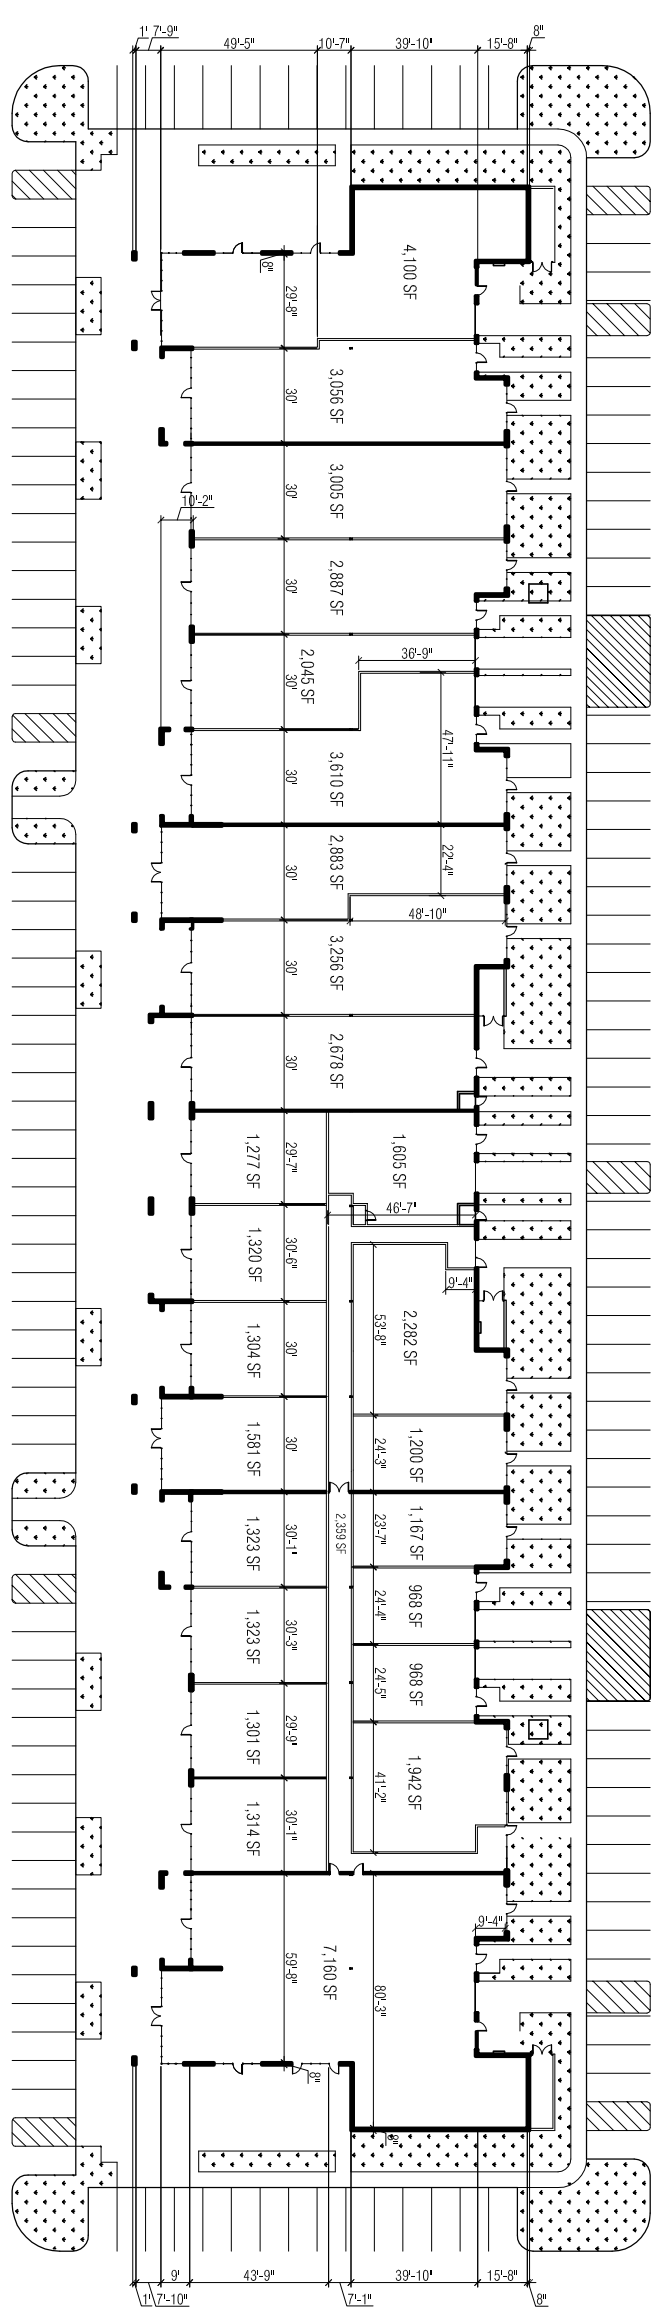 1' 7'-9"
49'-5"
10'-7"
39'-10"
15'-8"
8"
4,100 SF
8"
29'-8"
3,056 SF
30'
3,005 SF
30'
10'-2"
2,887 SF
30'
36'-9"
2,045 SF
30'
47'-11"
3,610 SF
30'
22'-4"
2,883 SF
30'
48'-10"
3,256 SF
30'
2,678 SF
30'
1,277 SF
29'-7"
1,605 SF
46'-7"
1,320 SF
30'-6"
9'-4"
2,282 SF
53'-8"
1,304 SF
30'
1,200 SF
24'-3"
1,581 SF
30'
2,359 SF
1,167 SF
23'-7"
1,323 SF
30'-1"
968 SF
24'-4"
1,323 SF
30'-3"
968 SF
24'-5"
1,301 SF
29'-9"
1,942 SF
41'-2"
1,314 SF
30'-1"
9'-4"
7,160 SF
59'-8"
80'-3"
8"
8"
1' 7'-10"
9'
43'-9"
7'-1"
39'-10"
15'-8"
8"